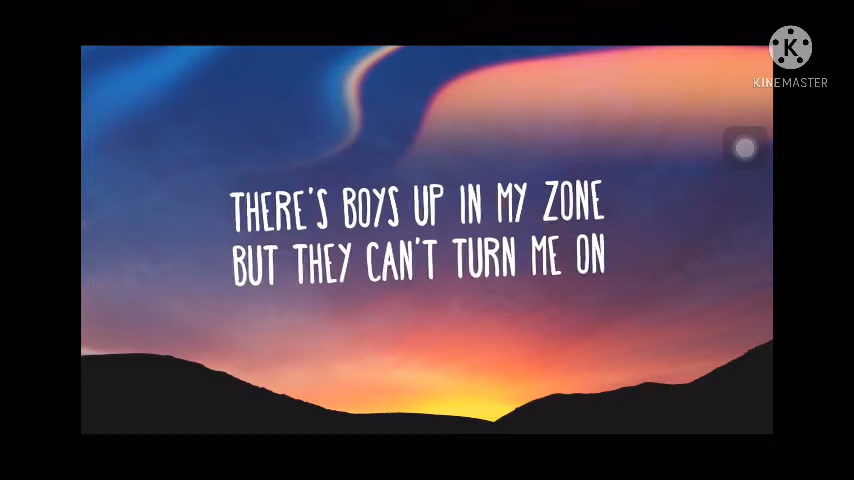 K
KINEMASTER
THERE'S BOYS UP IN MY ZONE
BUT THEY CAN'T TURN ME ON